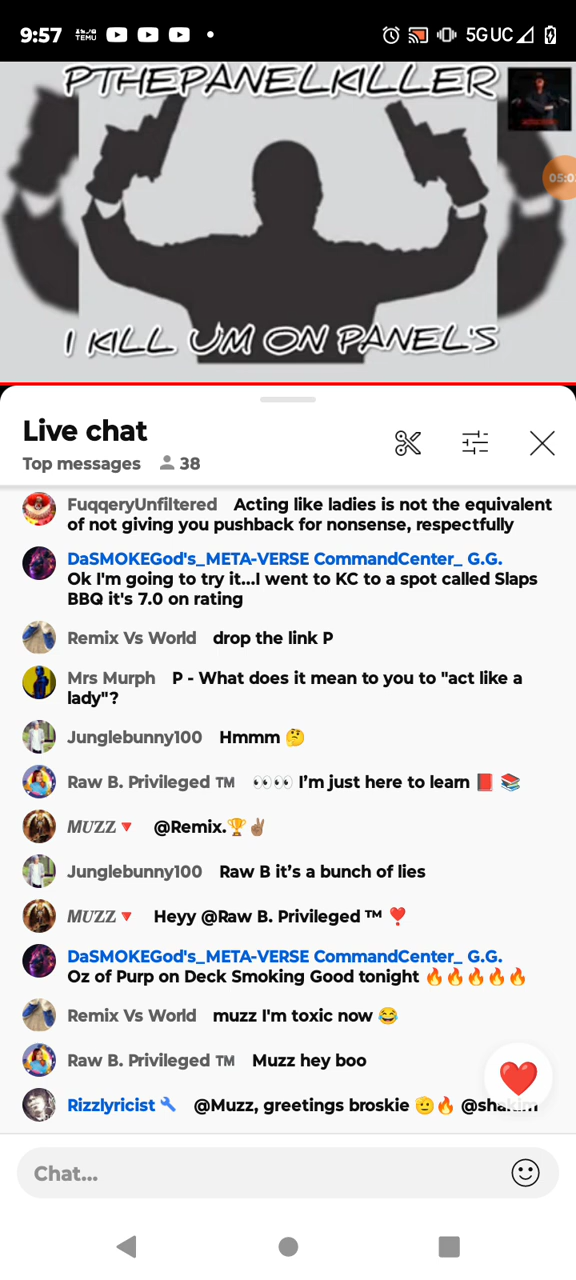 9:57
TEMU
5G UC
PTHEPANELKILLER
05:0
I KILL UM ON PANEL'S
Live chat
Top messages 38
FuqqeryUnfiltered Acting like ladies is not the equivalent
of not giving you pushback for nonsense, respectfully
DaSMOKEGod's_META-VERSE CommandCenter_ G.G.
Ok I'm going to try it...I went to KC to a spot called Slaps
BBQ it's 7.0 on rating
Remix Vs World drop the link P
Mrs Murph P - What does it mean to you to "act like a
lady"?
Junglebunny100 Hmmm 🤔
Raw B. Privileged ™ 👀👀 I'm just here to learn 📕 📚
MUZZ🔻 @Remix.🏆✌🏽
Junglebunny100 Raw B it's a bunch of lies
MUZZ🔻 Heyy @Raw B. Privileged ™ ❣️
DaSMOKEGod's_META-VERSE CommandCenter_ G.G.
Oz of Purp on Deck Smoking Good tonight 🔥🔥🔥🔥🔥
Remix Vs World muzz I'm toxic now 😂
Raw B. Privileged ™ Muzz hey boo
Rizzlyricist 🔧 @Muzz, greetings broskie 🫡🔥 @shakim
Chat...